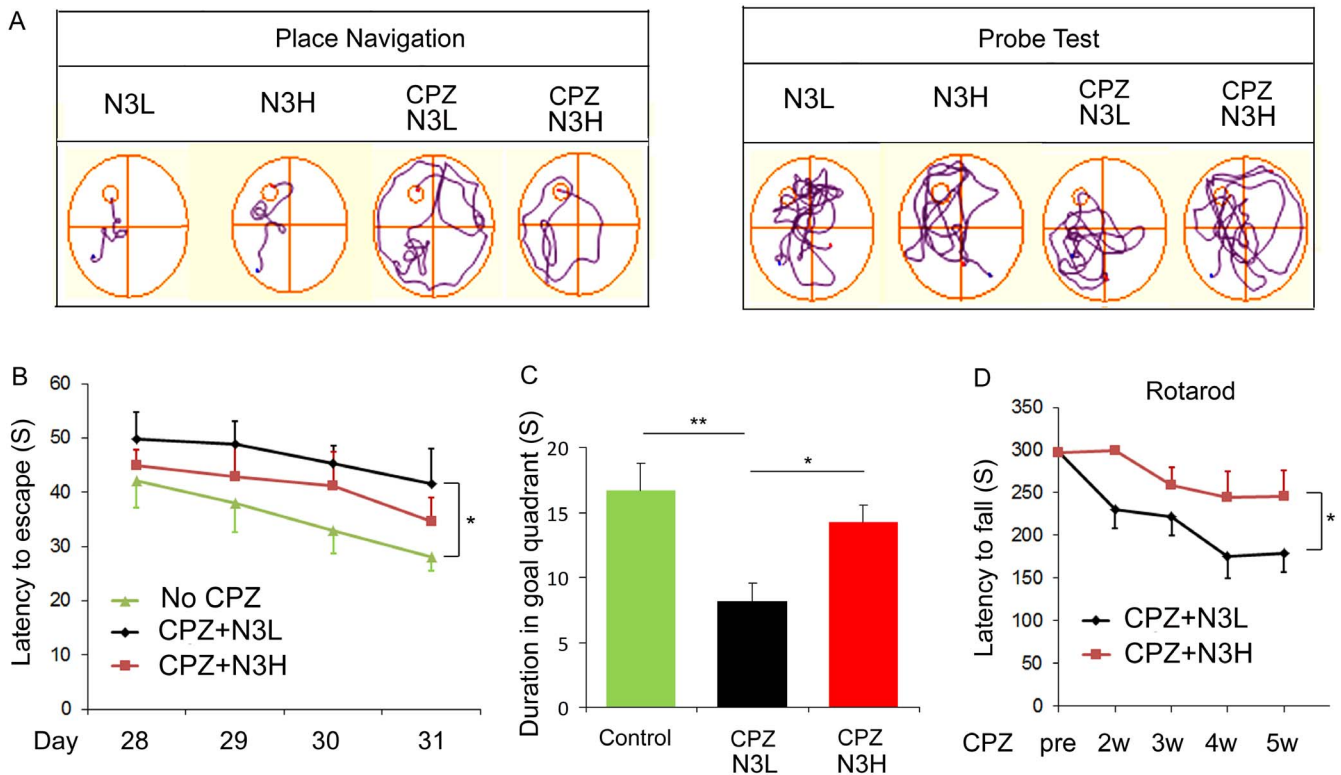 A
Place Navigation
N3L
N3H
CPZ
N3L
CPZ
N3H
Probe Test
N3L
N3H
CPZ
N3L
CPZ
N3H
B
Latency to escape (S)
60
50
40
30
20
10
0
*
No CPZ
CPZ+N3L
CPZ+N3H
Day 28 29 30 31
C
Duration in goal quadrant (S)
20
15
10
5
0
**
*
Control
CPZ
N3L
CPZ
N3H
D
Rotarod
Latency to fall (S)
350
300
250
200
150
100
50
0
*
CPZ+N3L
CPZ+N3H
CPZ pre 2w 3w 4w 5w